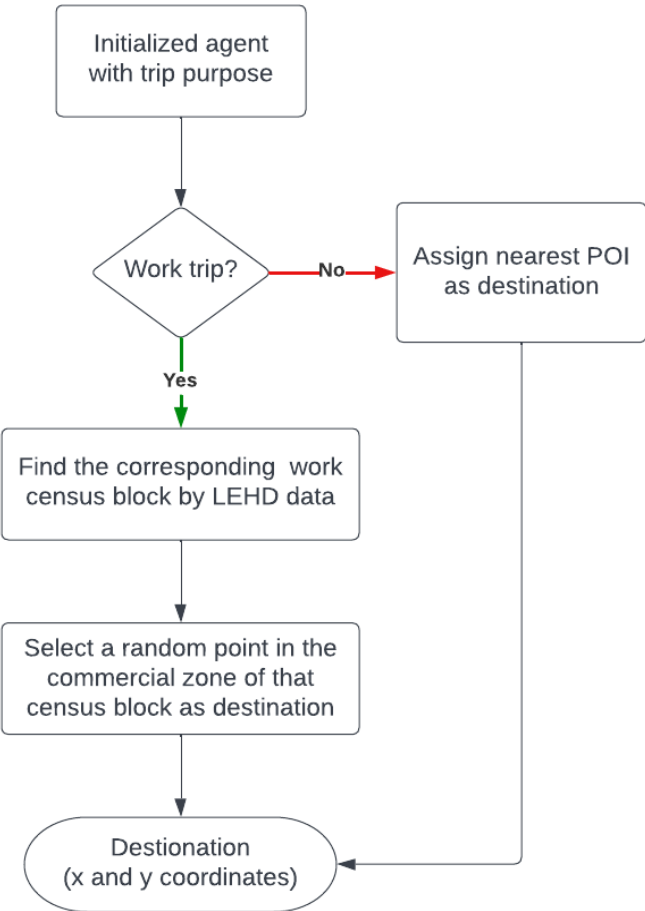 Initialized agent
with trip purpose
Work trip?
No
Assign nearest POI
as destination
Yes
Find the corresponding work
census block by LEHD data
Select a random point in the
commercial zone of that
census block as destination
Destionation
(x and y coordinates)